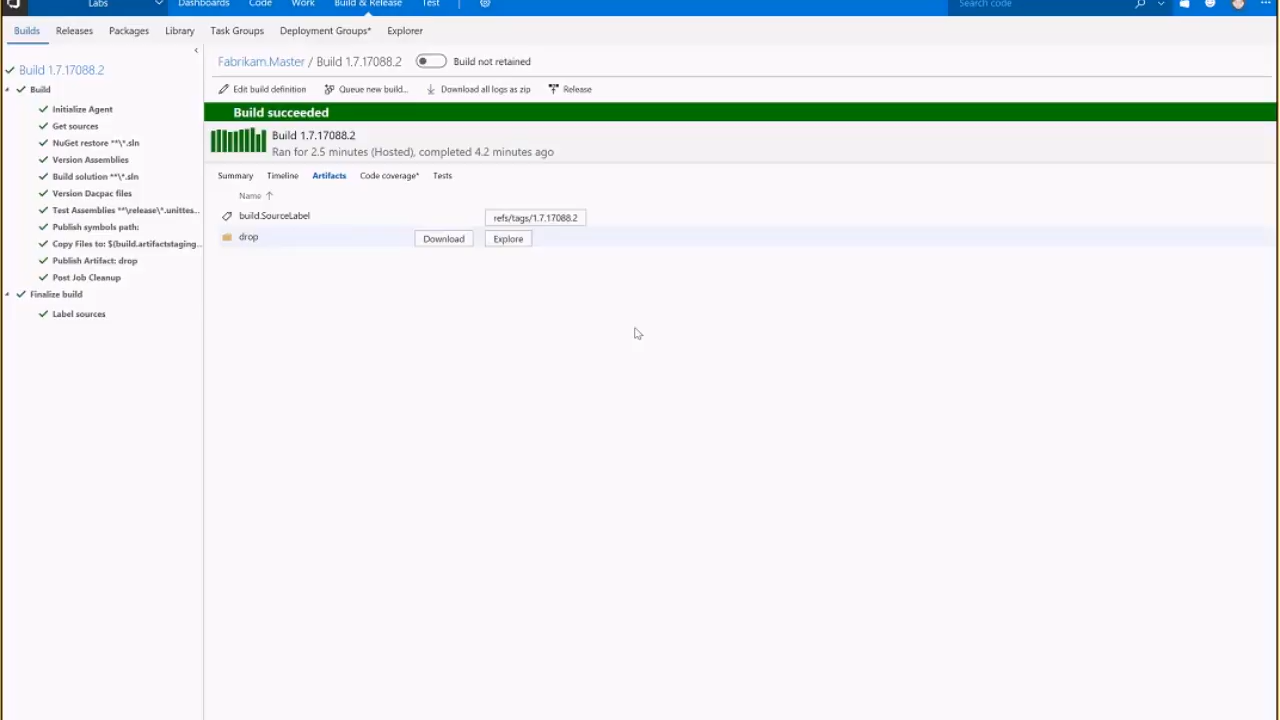 Labs Dashboards Code Work Build & Release Test Search code
Builds Releases Packages Library Task Groups Deployment Groups* Explorer
Build 1.7.17088.2
Build
Initialize Agent
Get sources
NuGet restore **\*.sln
Version Assemblies
Build solution **\*.sln
Version Dacpac files
Test Assemblies **\release\*.unittes...
Publish symbols path:
Copy Files to: $(build.artifactstaging...
Publish Artifact: drop
Post Job Cleanup
Finalize build
Label sources
Fabrikam.Master / Build 1.7.17088.2 Build not retained
Edit build definition Queue new build... Download all logs as zip Release
Build succeeded
Build 1.7.17088.2
Ran for 2.5 minutes (Hosted), completed 4.2 minutes ago
Summary Timeline Artifacts Code coverage* Tests
Name
build.SourceLabel refs/tags/1.7.17088.2
drop Download Explore